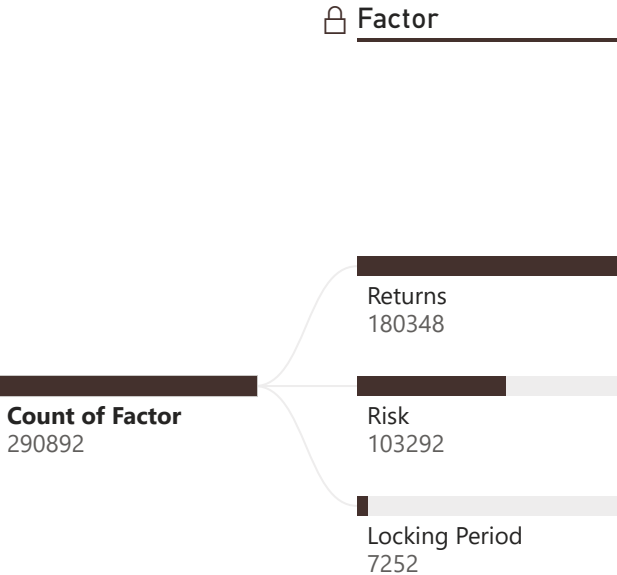 Factor
Returns
180348
Count of Factor
290892
Risk
103292
Locking Period
7252